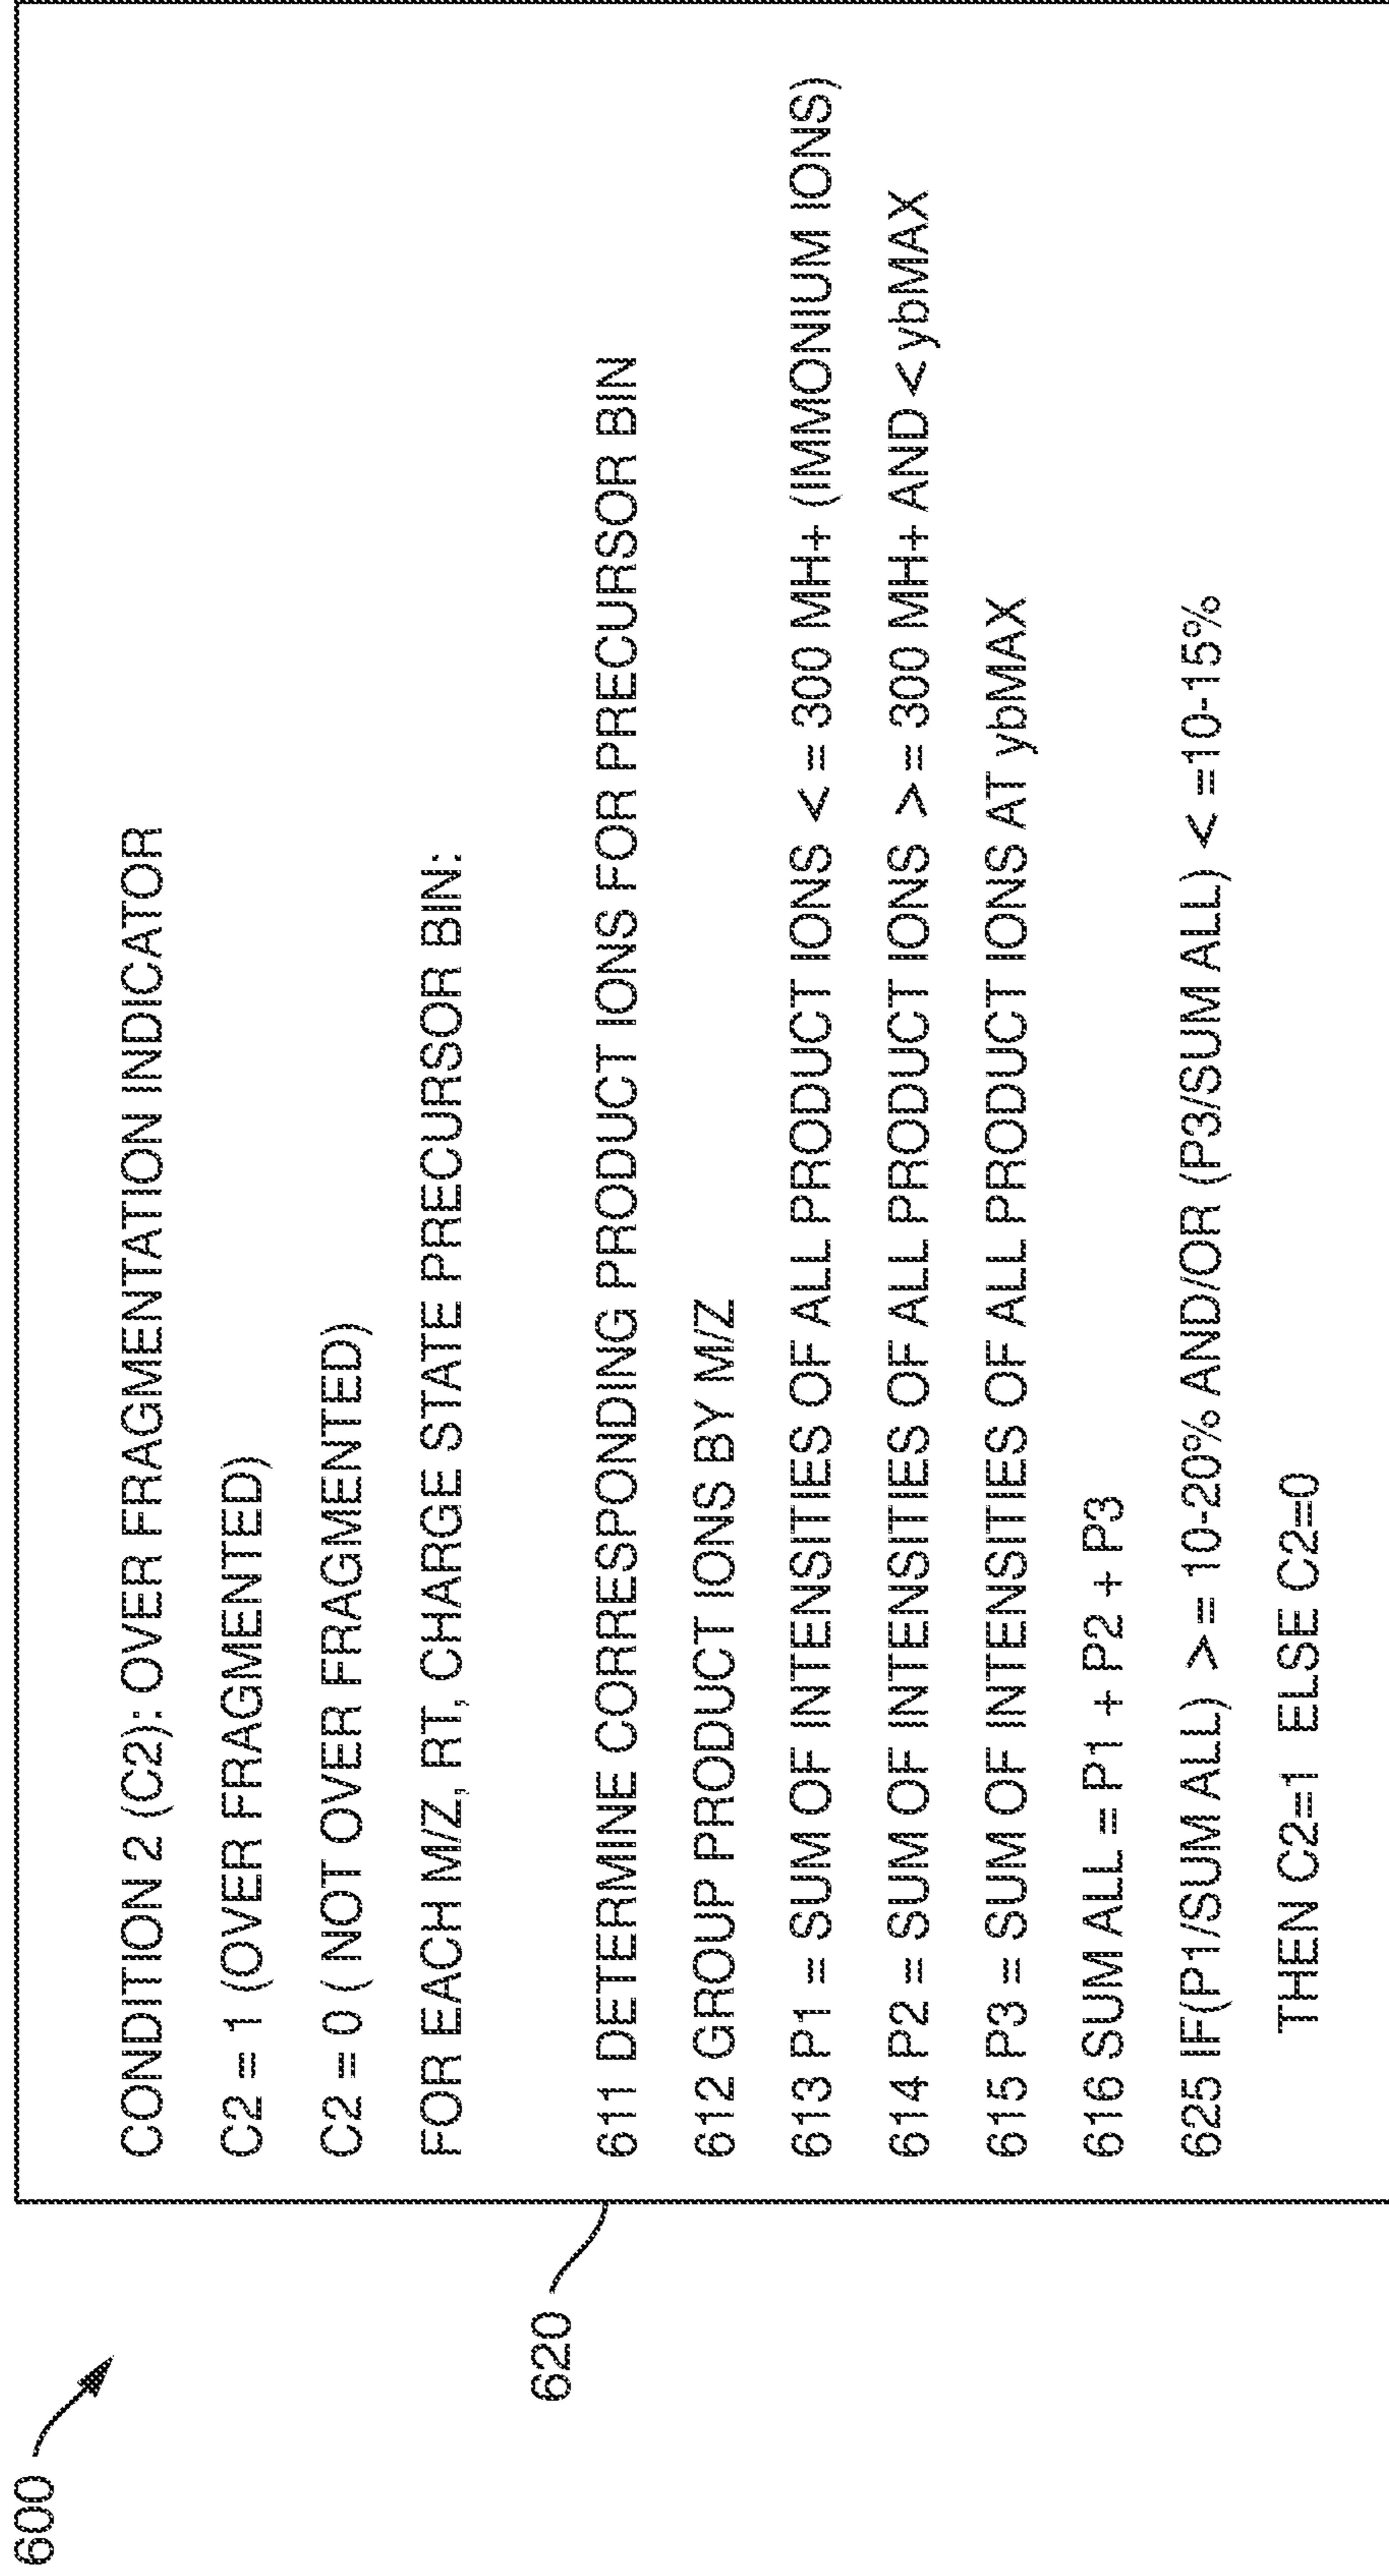 600
620
CONDITION 2 (C2): OVER FRAGMENTATION INDICATOR
C2 = 1 (OVER FRAGMENTED)
C2 = 0 ( NOT OVER FRAGMENTED)
FOR EACH M/Z, RT, CHARGE STATE PRECURSOR BIN:
611 DETERMINE CORRESPONDING PRODUCT IONS FOR PRECURSOR BIN
612 GROUP PRODUCT IONS BY M/Z
613 P1 = SUM OF INTENSITIES OF ALL PRODUCT IONS < = 300 MH+ (IMMONIUM IONS)
614 P2 = SUM OF INTENSITIES OF ALL PRODUCT IONS > = 300 MH+ AND < ybMAX
615 P3 = SUM OF INTENSITIES OF ALL PRODUCT IONS AT ybMAX
616 SUM ALL = P1 + P2 + P3
625 IF(P1/SUM ALL) > = 10-20% AND/OR (P3/SUM ALL) < =10-15%
THEN C2=1 ELSE C2=0